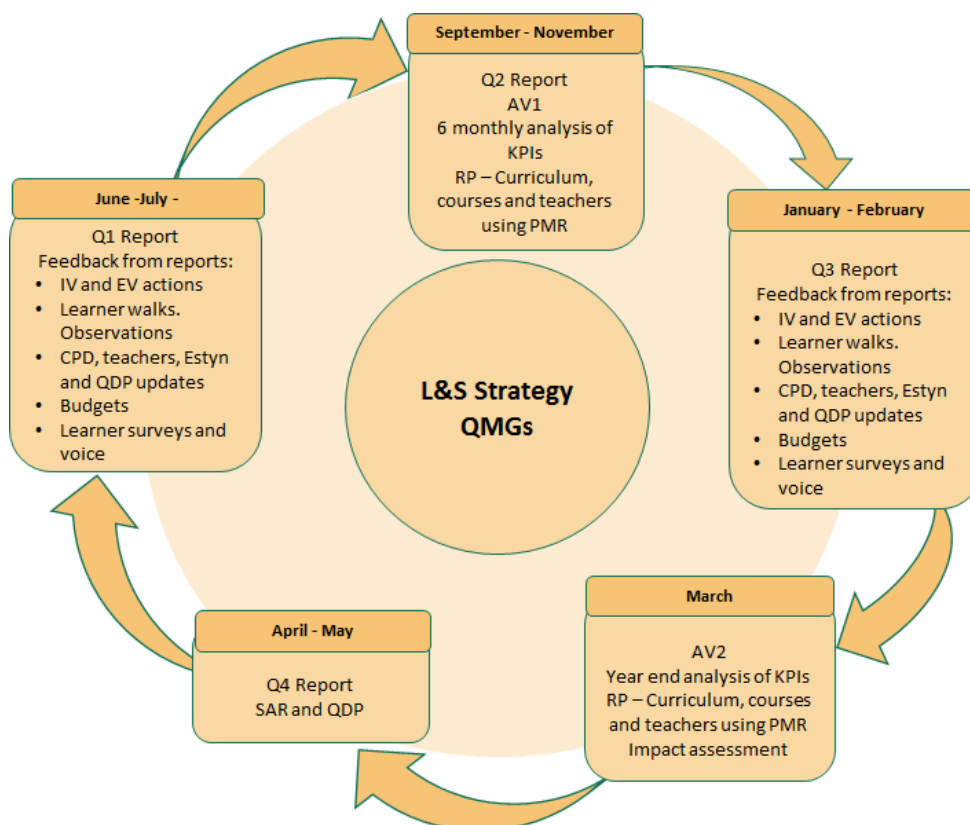 September - November
Q2 Report
AV1
6 monthly analysis of
KPIs
RP – Curriculum,
courses and teachers
using PMR
January - February
Q3 Report
Feedback from reports:
• IV and EV actions
• Learner walks.
Observations
• CPD, teachers, Estyn
and QDP updates
• Budgets
• Learner surveys and
voice
March
AV2
Year end analysis of KPIs
RP – Curriculum, courses
and teachers using PMR
Impact assessment
April - May
Q4 Report
SAR and QDP
June -July -
Q1 Report
Feedback from reports:
• IV and EV actions
• Learner walks.
Observations
• CPD, teachers, Estyn
and QDP updates
• Budgets
• Learner surveys and
voice
L&S Strategy
QMGs